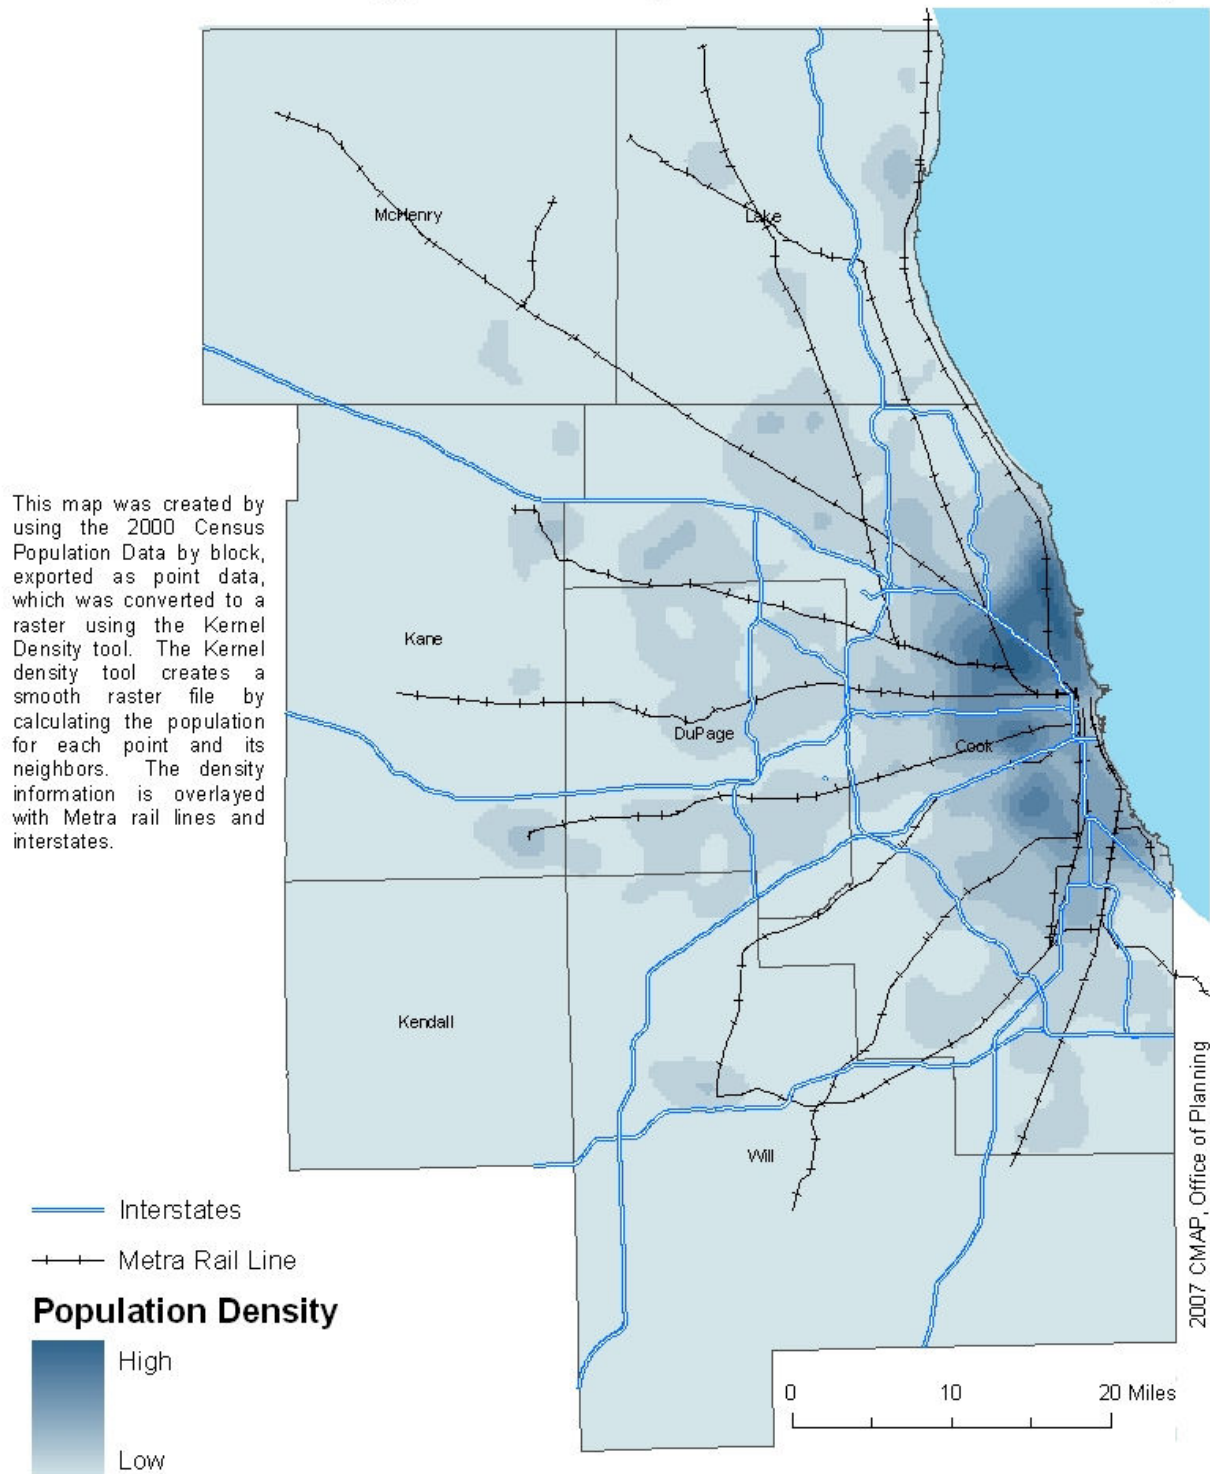 McHenry
Lake
This map was created by
using the 2000 Census
Population Data by block,
exported as point data,
which was converted to a
raster using the Kernel
Density tool. The Kernel
density tool creates a
smooth raster file by
calculating the population
for each point and its
neighbors. The density
information is overlayed
with Metra rail lines and
interstates.
Kane
DuPage
Cook
Kendall
Will
2007 CMAP, Office of Planning
Interstates
Metra Rail Line
Population Density
High
Low
0 10 20 Miles